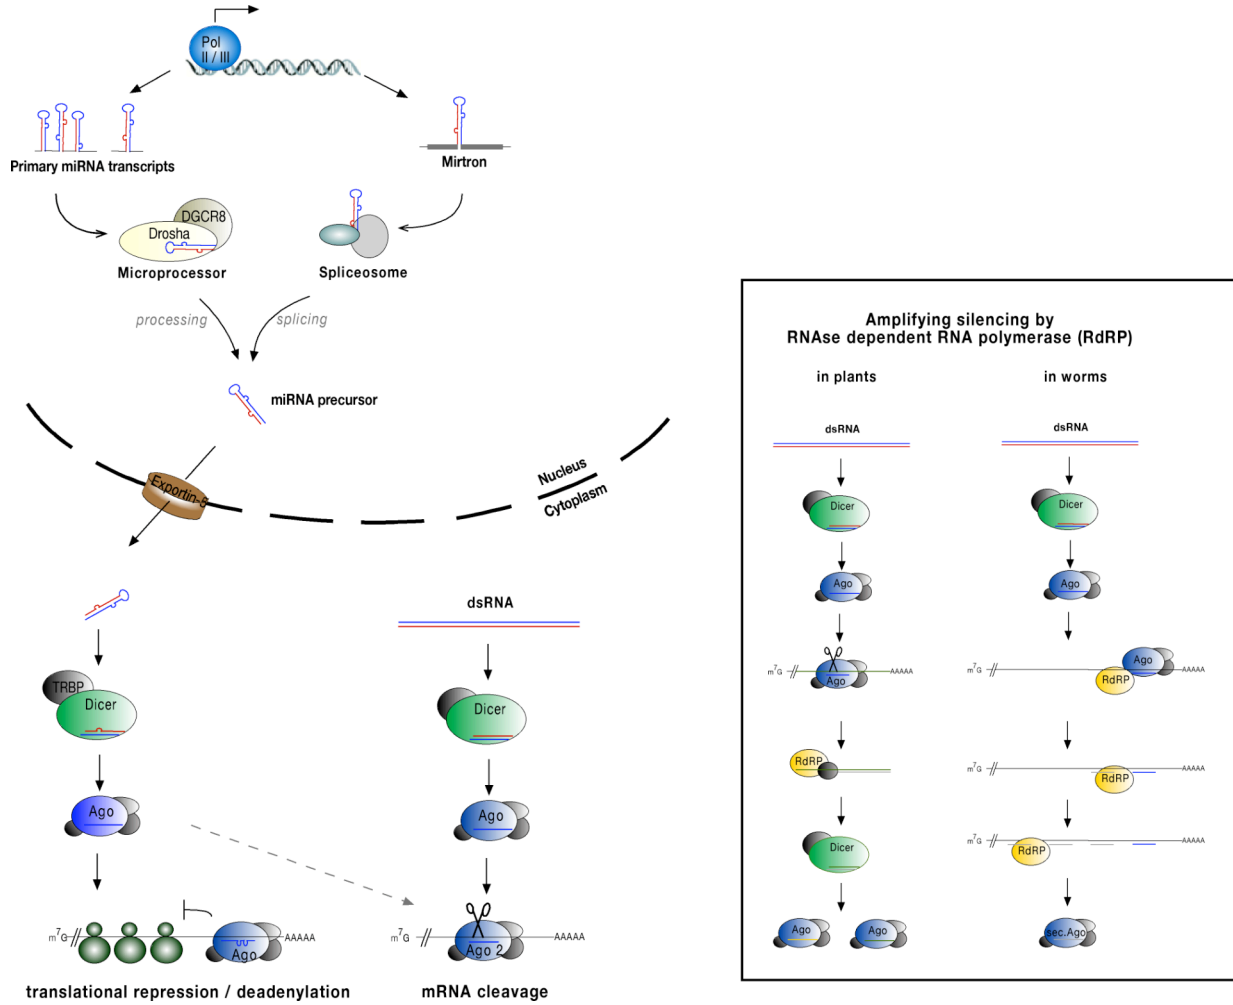 Pol
II / III
Primary miRNA transcripts
Mirtron
DGCR8
Drosha
Microprocessor
Spliceosome
processing
splicing
miRNA precursor
Exportin-5
Nucleus
Cytoplasm
dsRNA
TRBP
Dicer
Dicer
Ago
Ago
m7G
Ago
AAAAA
m7G
Ago 2
AAAAA
translational repression / deadenylation
mRNA cleavage
Amplifying silencing by
RNAse dependent RNA polymerase (RdRP)
in plants
in worms
dsRNA
dsRNA
Dicer
Dicer
Ago
Ago
m7G
Ago
AAAAA
m7G
RdRP
Ago
AAAAA
RdRP
m7G
RdRP
AAAAA
Dicer
m7G
RdRP
AAAAA
Ago
Ago
sec.Ago